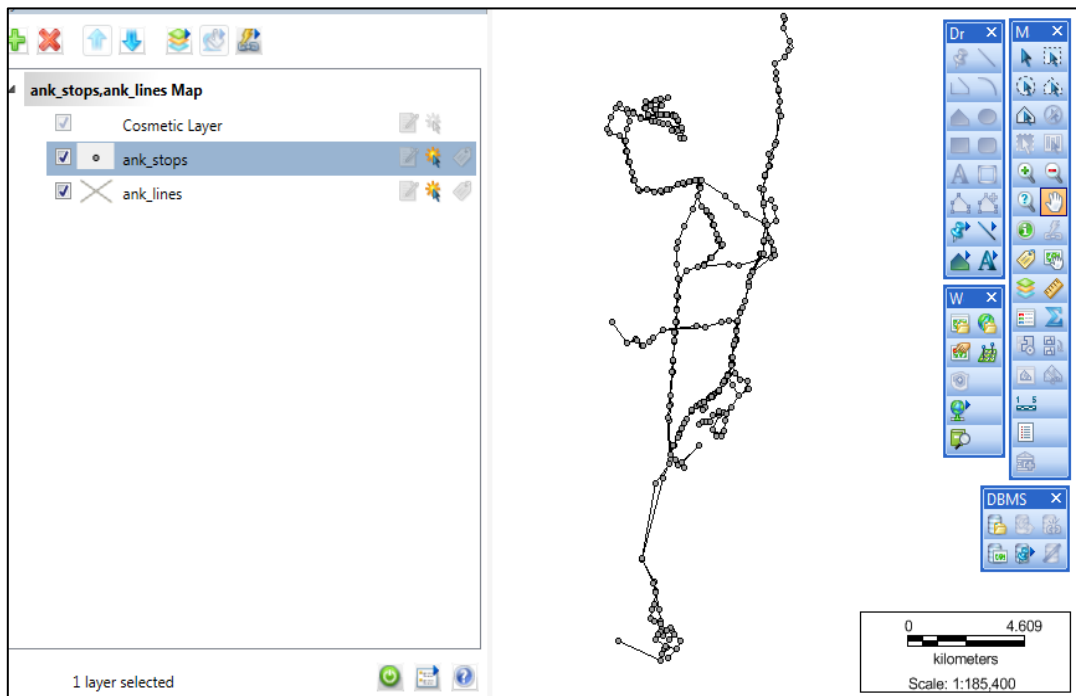 ank_stops,ank_lines Map
Cosmetic Layer
ank_stops
ank_lines
1 layer selected
Dr
M
W
DBMS
0 4.609
kilometers
Scale: 1:185,400